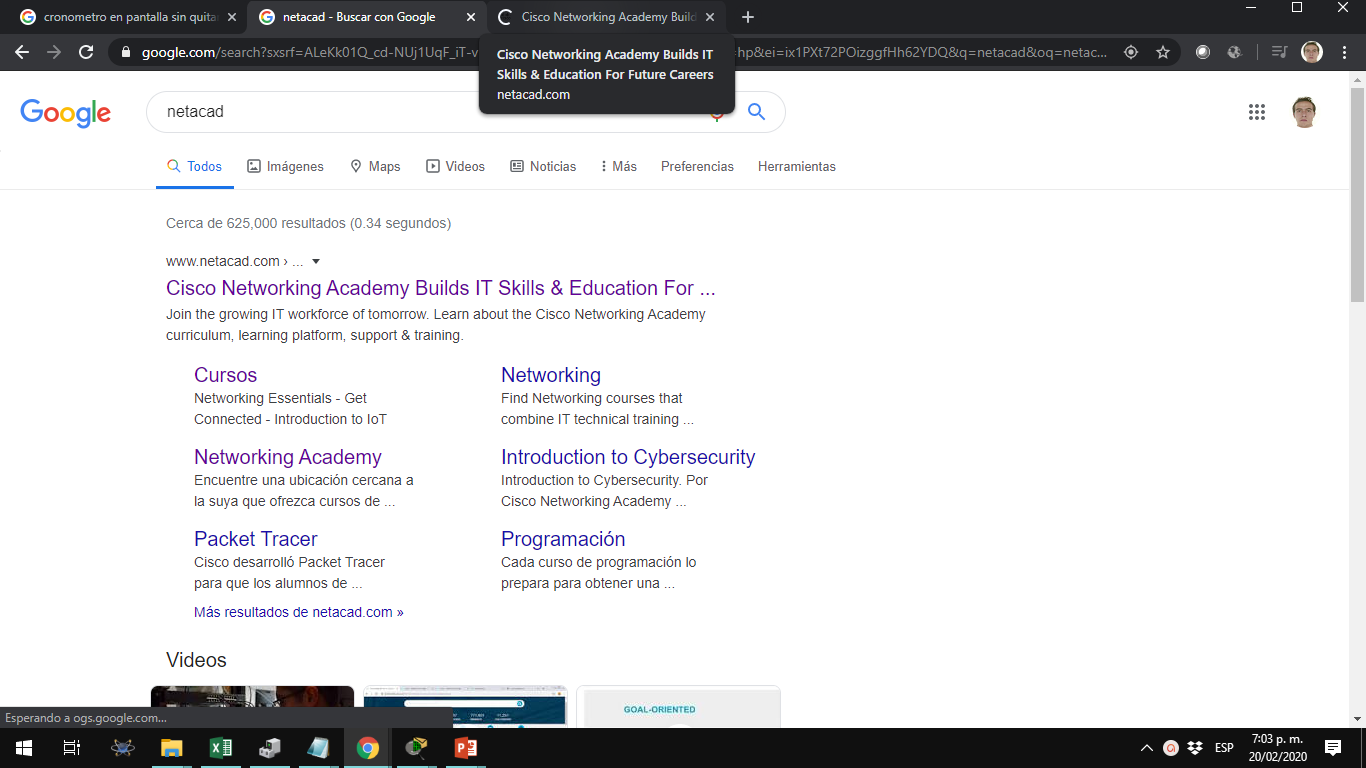 cronometro en pantalla sin quita
netacad - Buscar con Google
Cisco Networking Academy Build
google.com/search?sxsrf=ALeKk01Q_cd-NUj1UqF_iT-v
=hp&ei=ix1PXt72POizggfHh62YDQ&q=netacad&oq=netac...
Cisco Networking Academy Builds IT
Skills & Education For Future Careers
netacad.com
Google
netacad
Todos
Imágenes
Maps
Videos
Noticias
Más
Preferencias
Herramientas
Cerca de 625,000 resultados (0.34 segundos)
www.netacad.com › ...
Cisco Networking Academy Builds IT Skills & Education For ...
Join the growing IT workforce of tomorrow. Learn about the Cisco Networking Academy
curriculum, learning platform, support & training.
Cursos
Networking Essentials - Get
Connected - Introduction to IoT
Networking
Find Networking courses that
combine IT technical training ...
Networking Academy
Encuentre una ubicación cercana a
la suya que ofrezca cursos de ...
Introduction to Cybersecurity
Introduction to Cybersecurity. Por
Cisco Networking Academy ...
Packet Tracer
Cisco desarrolló Packet Tracer
para que los alumnos de ...
Programación
Cada curso de programación lo
prepara para obtener una ...
Más resultados de netacad.com »
Videos
GOAL-ORIENTED
Esperando a ogs.google.com...
ESP
7:03 p. m.
20/02/2020